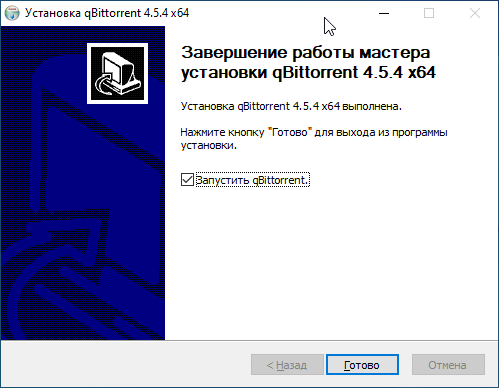 Установка qBittorrent 4.5.4 x64
Завершение работы мастера
установки qBittorrent 4.5.4 x64
Установка qBittorrent 4.5.4 x64 выполнена.
Нажмите кнопку "Готово" для выхода из программы
установки.
Запустить qBittorrent.
< Назад
Готово
Отмена